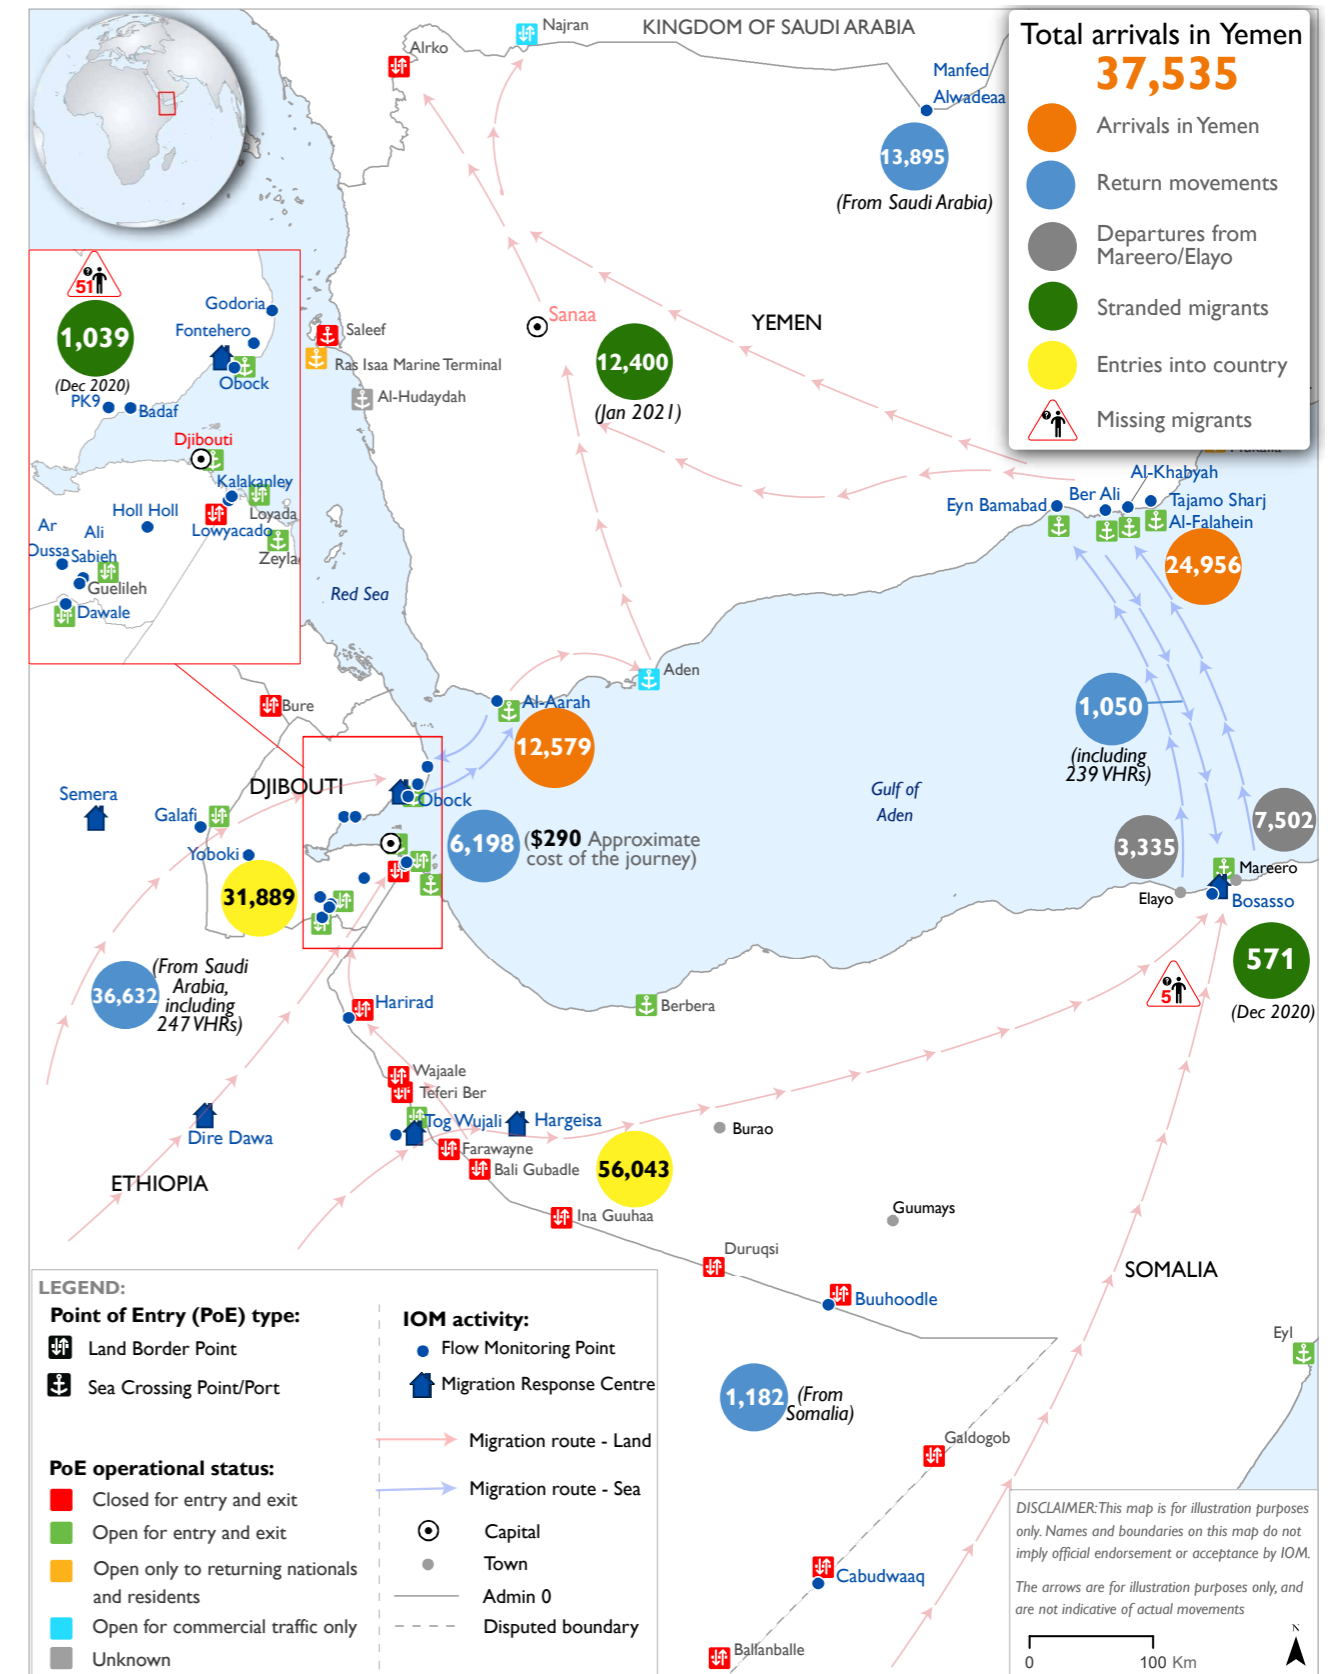 KINGDOM OF SAUDI ARABIA
Najran
Alrko
Manfed
Alwadeaa
13,895
(From Saudi Arabia)
Total arrivals in Yemen
37,535
Arrivals in Yemen
Return movements
Departures from
Mareero/Elayo
Stranded migrants
Entries into country
Missing migrants
51
1,039
(Dec 2020)
Godoria
Fontehero
Obock
PK9
Badaf
Djibouti
Kalakanley
Loyada
Holl Holl
Lowyacado
Zeyla
Ar
Oussa
Ali
Sabieh
Guelileh
Dawale
Saleef
Ras Isaa Marine Terminal
Al-Hudaydah
Sanaa
YEMEN
12,400
(Jan 2021)
Al-Khabyah
Ber Ali
Eyn Bamabad
Tajamo Sharj
Al-Falahein
24,956
Red Sea
Aden
Al-Aarah
12,579
1,050
(including
239 VHRs)
Gulf of
Aden
Bure
DJIBOUTI
Obock
Semera
Galafi
Yoboki
31,889
6,198
($290 Approximate
cost of the journey)
3,335
7,502
Mareero
Elayo
Bosasso
571
(Dec 2020)
5
36,632
(From Saudi
Arabia,
including
247 VHRs)
Harirad
Berbera
Wajaale
Teferi Ber
Tog Wujali
Hargeisa
Burao
Dire Dawa
Farawayne
Bali Gubadle
56,043
ETHIOPIA
Ina Guuhaa
Guumays
Duruqsi
SOMALIA
Buuhoodle
Eyl
1,182
(From
Somalia)
Galdogob
Cabudwaaq
Ballanballe
LEGEND:
Point of Entry (PoE) type:
Land Border Point
Sea Crossing Point/Port
PoE operational status:
Closed for entry and exit
Open for entry and exit
Open only to returning nationals
and residents
Open for commercial traffic only
Unknown
IOM activity:
Flow Monitoring Point
Migration Response Centre
Migration route - Land
Migration route - Sea
Capital
Town
Admin 0
Disputed boundary
DISCLAIMER:This map is for illustration purposes
only. Names and boundaries on this map do not
imply official endorsement or acceptance by IOM.
The arrows are for illustration purposes only, and
are not indicative of actual movements
N
0 100 Km